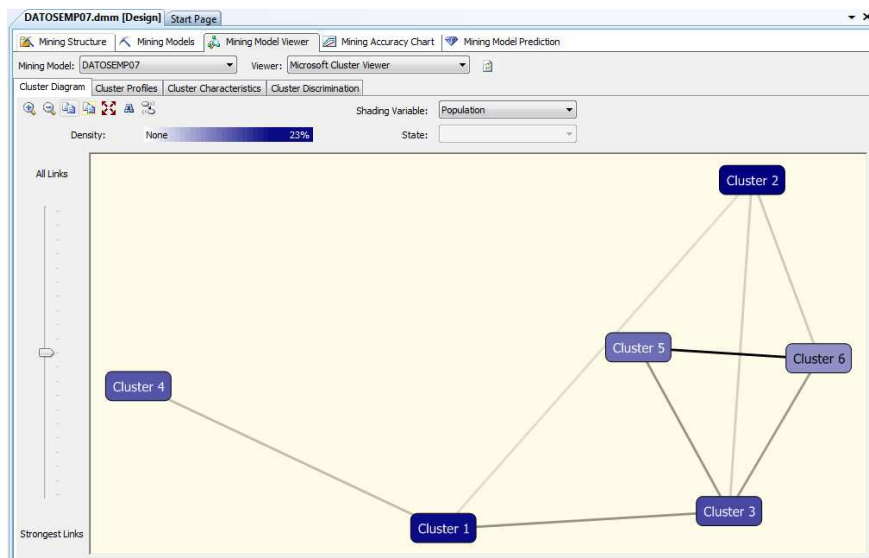 DATOSEMP07.dmm [Design] Start Page
Mining Structure Mining Models Mining Model Viewer Mining Accuracy Chart Mining Model Prediction
Mining Model: DATOSEMP07 Viewer: Microsoft Cluster Viewer
Cluster Diagram Cluster Profiles Cluster Characteristics Cluster Discrimination
Shading Variable: Population
Density: None 23% State:
All Links
Cluster 2
Cluster 5
Cluster 6
Cluster 4
Cluster 3
Cluster 1
Strongest Links